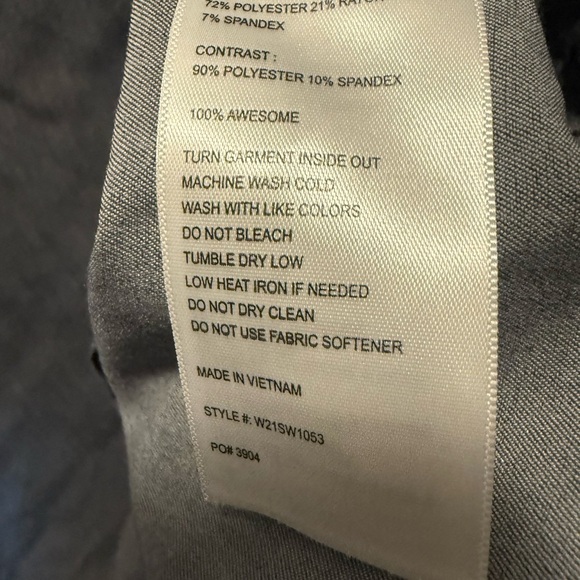 72% POLYESTER 21%
7% SPANDEX
CONTRAST :
90% POLYESTER 10% SPANDEX
100% AWESOME
TURN GARMENT INSIDE OUT
MACHINE WASH COLD
WASH WITH LIKE COLORS
DO NOT BLEACH
TUMBLE DRY LOW
LOW HEAT IRON IF NEEDED
DO NOT DRY CLEAN
DO NOT USE FABRIC SOFTENER
MADE IN VIETNAM
STYLE #: W21SW1053
PO# 3904